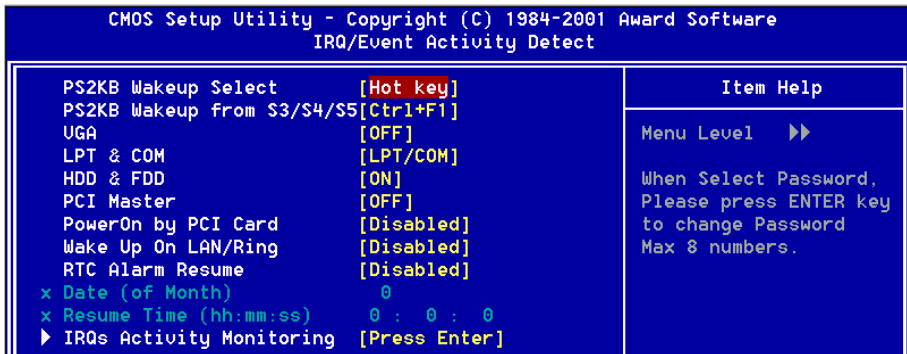 CMOS Setup Utility - Copyright (C) 1984-2001 Award Software
IRQ/Event Activity Detect
PS2KB Wakeup Select [Hot key]
PS2KB Wakeup from S3/S4/S5[Ctrl+F1]
VGA [OFF]
LPT & COM [LPT/COM]
HDD & FDD [ON]
PCI Master [OFF]
PowerOn by PCI Card [Disabled]
Wake Up On LAN/Ring [Disabled]
RTC Alarm Resume [Disabled]
x Date (of Month) 0
x Resume Time (hh:mm:ss) 0 : 0 : 0
IRQs Activity Monitoring [Press Enter]
Item Help
Menu Level
When Select Password,
Please press ENTER key
to change Password
Max 8 numbers.